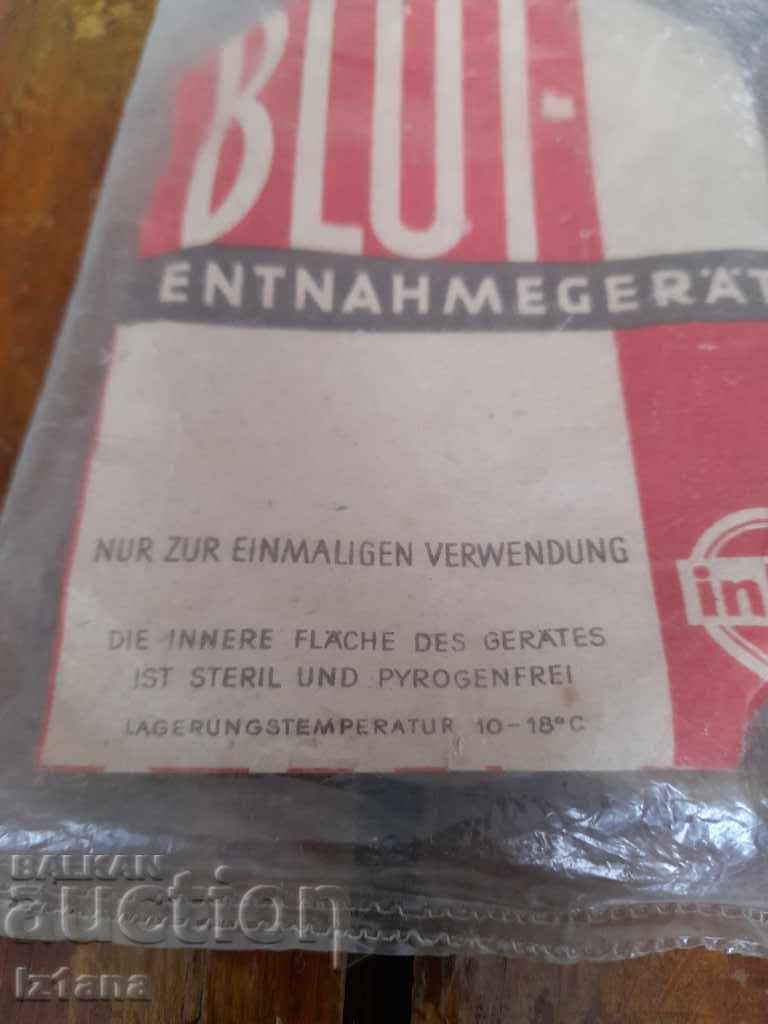 BLUT-
ENTNAHMEGERÄT
NUR ZUR EINMALIGEN VERWENDUNG
in
DIE INNERE FLÄCHE DES GERÄTES
IST STERIL UND PYROGENFREI
LAGERUNGSTEMPERATUR 10-18°C
BALKAN
auction
Iz1ana